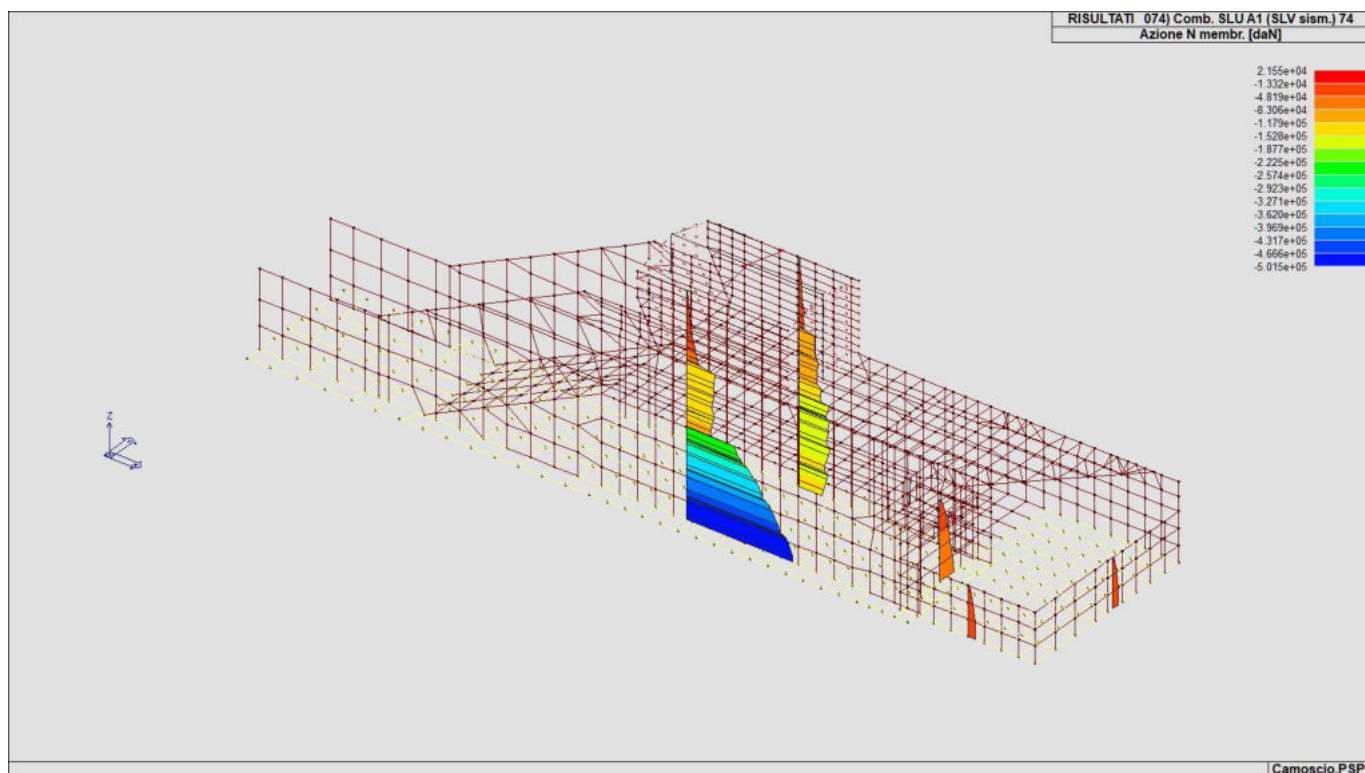 RISULTATI 074) Comb. SLU A1 (SLV sism.) 74
Azione N membr. [daN]
2.155e+04
-1.332e+04
-4.819e+04
-8.306e+04
-1.179e+05
-1.528e+05
-1.877e+05
-2.225e+05
-2.574e+05
-2.923e+05
-3.271e+05
-3.620e+05
-3.969e+05
-4.317e+05
-4.666e+05
-5.015e+05
Z
Camoscio.PSP